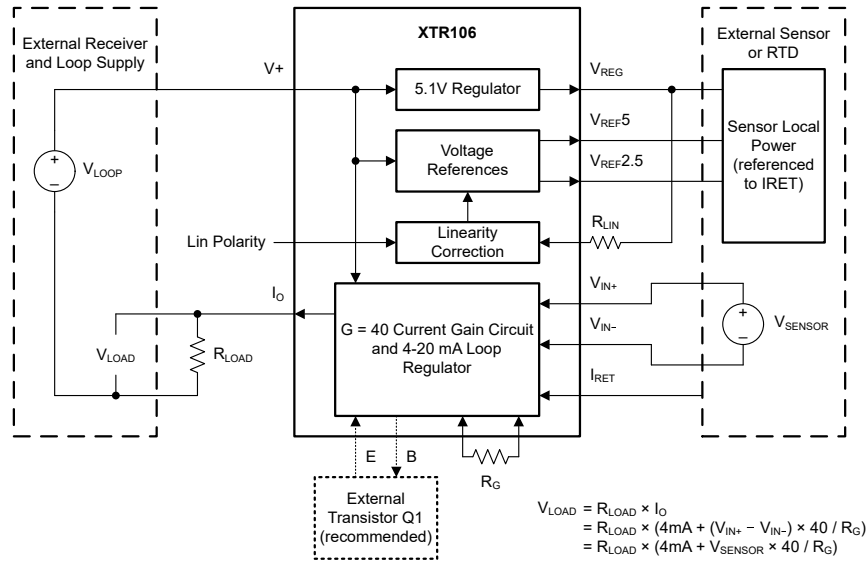 XTR106
External Receiver
and Loop Supply
External Sensor
or RTD
V+
5.1V Regulator
VREG
Voltage
References
VREF5
VREF2.5
Sensor Local
Power
(referenced
to IRET)
+
VLOOP
–
Lin Polarity
Linearity
Correction
RLIN
IO
G = 40 Current Gain Circuit
and 4-20 mA Loop
Regulator
VIN+
VIN–
IRET
+
VSENSOR
–
VLOAD
RLOAD
E
B
RG
External
Transistor Q1
(recommended)
VLOAD = RLOAD × IO
= RLOAD × (4mA + (VIN+ – VIN–) × 40 / RG)
= RLOAD × (4mA + VSENSOR × 40 / RG)